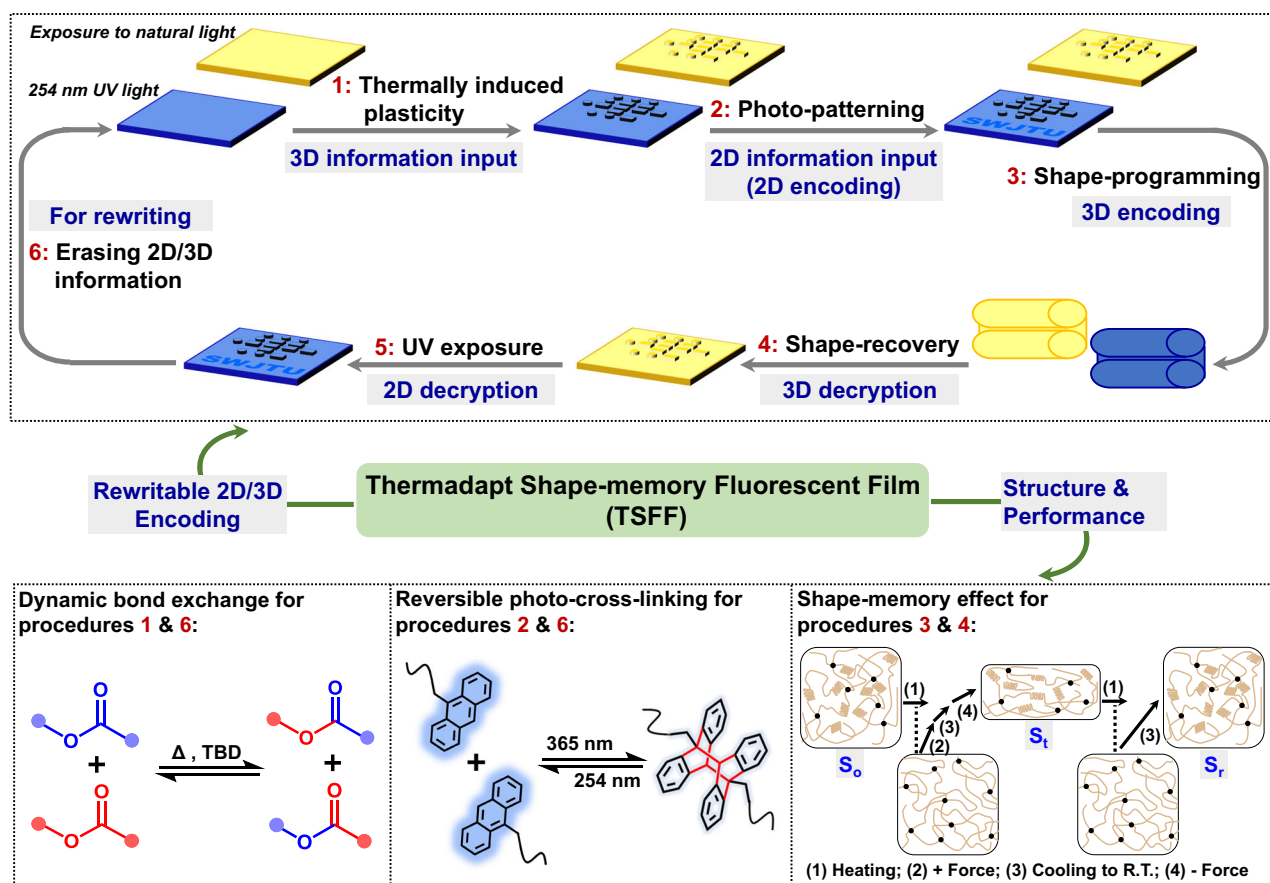 Exposure to natural light
254 nm UV light
1: Thermally induced
plasticity
3D information input
2: Photo-patterning
2D information input
(2D encoding)
SWJTU
3: Shape-programming
3D encoding
For rewriting
6: Erasing 2D/3D
information
SWJTU
5: UV exposure
2D decryption
4: Shape-recovery
3D decryption
Rewritable 2D/3D
Encoding
Thermadapt Shape-memory Fluorescent Film
(TSFF)
Structure &
Performance
Dynamic bond exchange for
procedures 1 & 6:
O
O
+
O
O
Δ , TBD
O
O
+
O
O
Reversible photo-cross-linking for
procedures 2 & 6:
+
365 nm
254 nm
Shape-memory effect for
procedures 3 & 4:
(1)
(2)
(3)
(4)
(1)
(3)
So
St
Sr
(1) Heating; (2) + Force; (3) Cooling to R.T.; (4) - Force